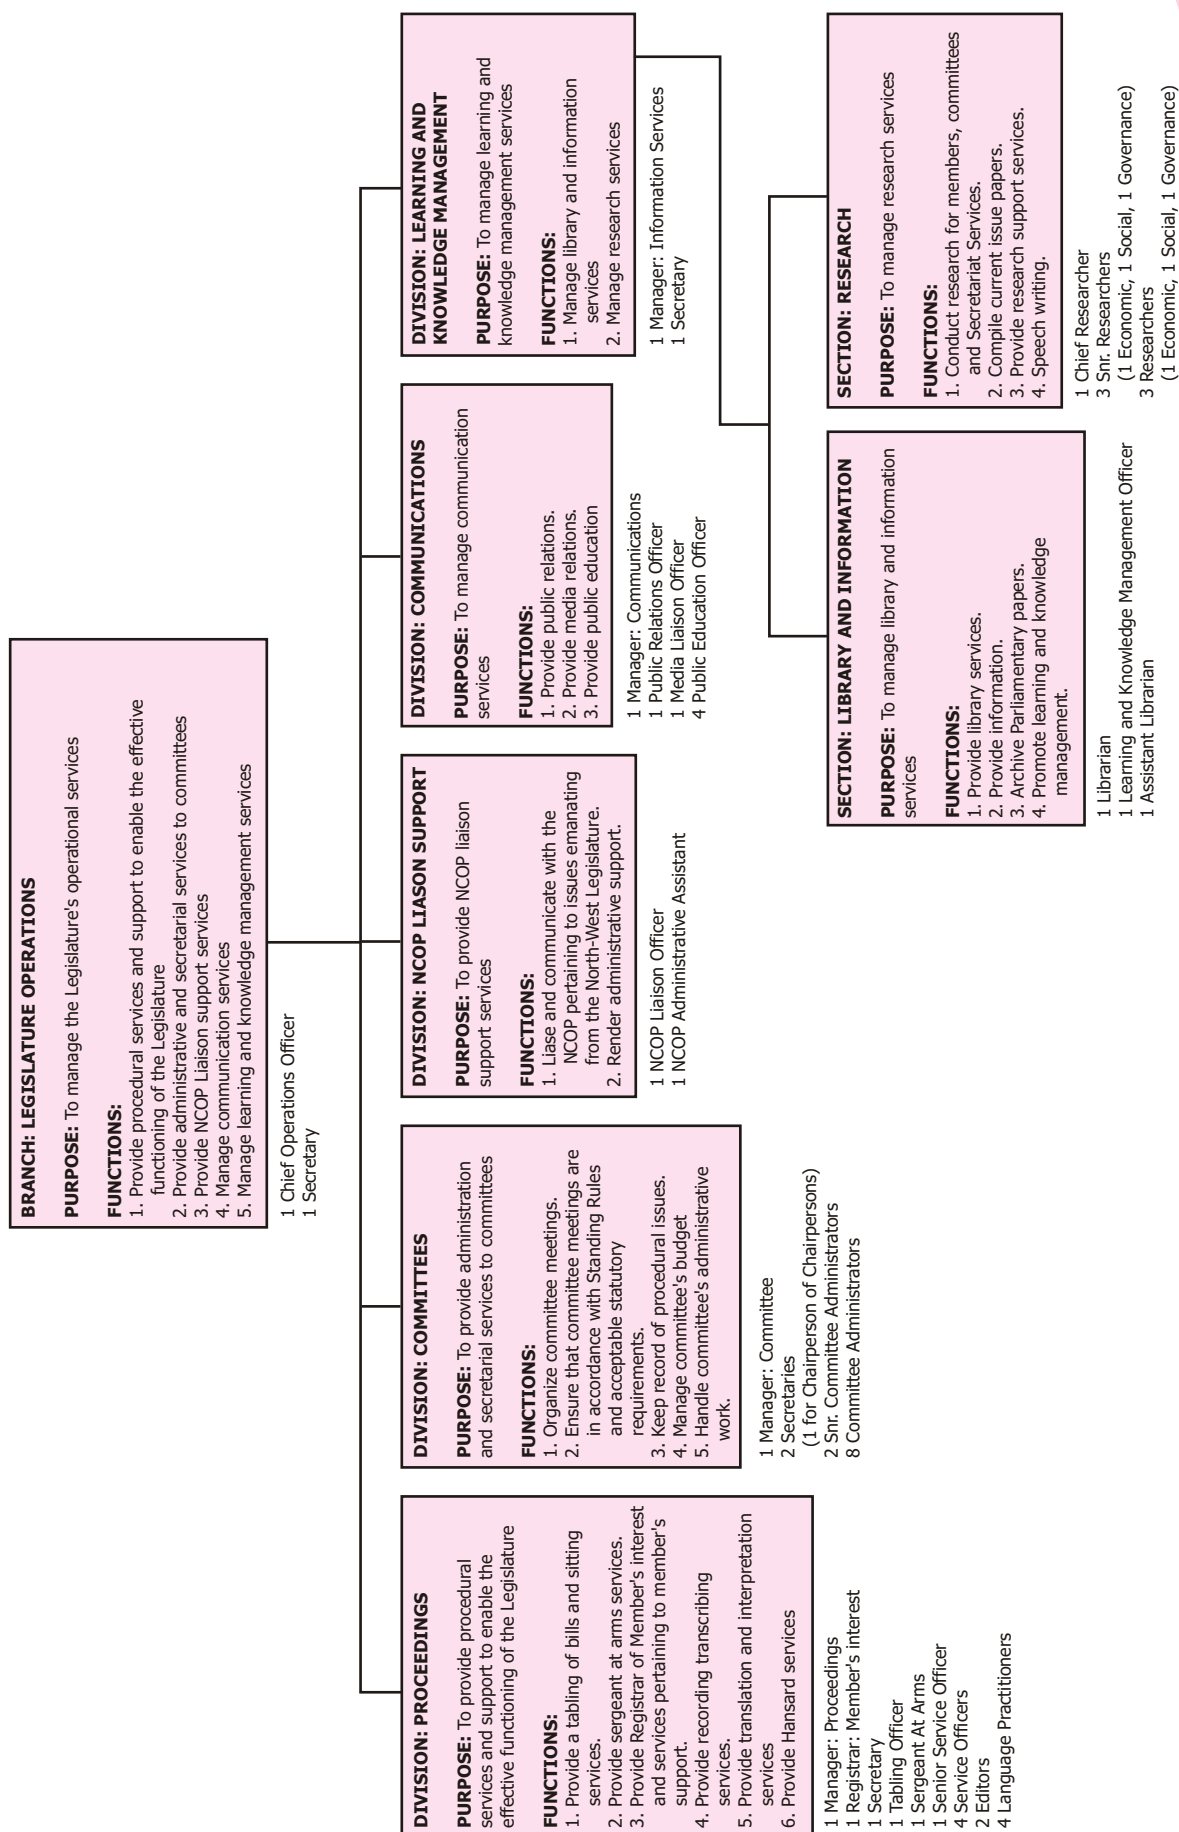 BRANCH: LEGISLATURE OPERATIONS
PURPOSE: To manage the Legislature's operational services
FUNCTIONS:
1. Provide procedural services and support to enable the effective
functioning of the Legislature
2. Provide administrative and secretarial services to committees
3. Provide NCOP Liaison support services
4. Manage communication services
5. Manage learning and knowledge management services
1 Chief Operations Officer
1 Secretary
DIVISION: PROCEEDINGS
PURPOSE: To provide procedural
services and support to enable the
effective functioning of the Legislature
FUNCTIONS:
1. Provide a tabling of bills and sitting
services.
2. Provide sergeant at arms services.
3. Provide Registrar of Member's interest
and services pertaining to member's
support.
4. Provide recording transcribing
services.
5. Provide translation and interpretation
services
6. Provide Hansard services
1 Manager: Proceedings
1 Registrar: Member's interest
1 Secretary
1 Tabling Officer
1 Sergeant At Arms
1 Senior Service Officer
4 Service Officers
2 Editors
4 Language Practitioners
DIVISION: COMMITTEES
PURPOSE: To provide administration
and secretarial services to committees
FUNCTIONS:
1. Organize committee meetings.
2. Ensure that committee meetings are
in accordance with Standing Rules
and acceptable statutory
requirements.
3. Keep record of procedural issues.
4. Manage committee's budget
5. Handle committee's administrative
work.
1 Manager: Committee
2 Secretaries
(1 for Chairperson of Chairpersons)
2 Snr. Committee Administrators
8 Committee Administrators
DIVISION: NCOP LIASON SUPPORT
PURPOSE: To provide NCOP liaison
support services
FUNCTIONS:
1. Liase and communicate with the
NCOP pertaining to issues emanating
from the North-West Legislature.
2. Render administrative support.
1 NCOP Liaison Officer
1 NCOP Administrative Assistant
DIVISION: COMMUNICATIONS
PURPOSE: To manage communication
services
FUNCTIONS:
1. Provide public relations.
2. Provide media relations.
3. Provide public education
1 Manager: Communications
1 Public Relations Officer
1 Media Liaison Officer
4 Public Education Officer
DIVISION: LEARNING AND
KNOWLEDGE MANAGEMENT
PURPOSE: To manage learning and
knowledge management services
FUNCTIONS:
1. Manage library and information
services
2. Manage research services
1 Manager: Information Services
1 Secretary
SECTION: LIBRARY AND INFORMATION
PURPOSE: To manage library and information
services
FUNCTIONS:
1. Provide library services.
2. Provide information.
3. Archive Parliamentary papers.
4. Promote learning and knowledge
management.
1 Librarian
1 Learning and Knowledge Management Officer
1 Assistant Librarian
SECTION: RESEARCH
PURPOSE: To manage research services
FUNCTIONS:
1. Conduct research for members, committees
and Secretariat Services.
2. Compile current issue papers.
3. Provide research support services.
4. Speech writing.
1 Chief Researcher
3 Snr. Researchers
(1 Economic, 1 Social, 1 Governance)
3 Researchers
(1 Economic, 1 Social, 1 Governance)